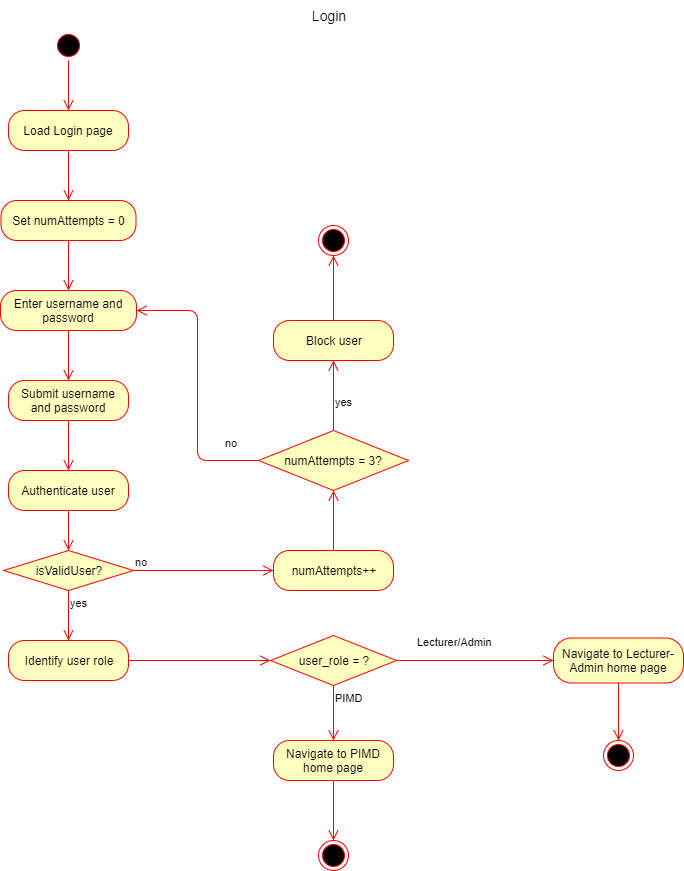 Login
Load Login page
Set numAttempts = 0
Enter username and
password
Submit username
and password
Authenticate user
isValidUser?
no
yes
numAttempts++
numAttempts = 3?
no
yes
Block user
Identify user role
user_role = ?
Lecturer/Admin
Navigate to Lecturer-
Admin home page
PIMD
Navigate to PIMD
home page